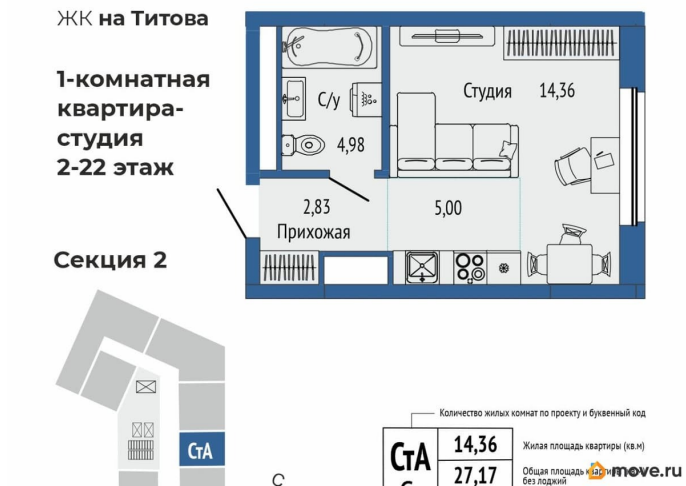 ЖК на Титова
1-комнатная
квартира-
студия
2-22 этаж
Секция 2
С/у
4,98
Студия 14,36
2,83
Прихожая
5,00
СтА
Количество жилых комнат по проекту и буквенный код
СтА
14,36 Жилая площадь квартиры (кв.м)
27,17 Общая площадь квартиры
без лоджий
С
move.ru